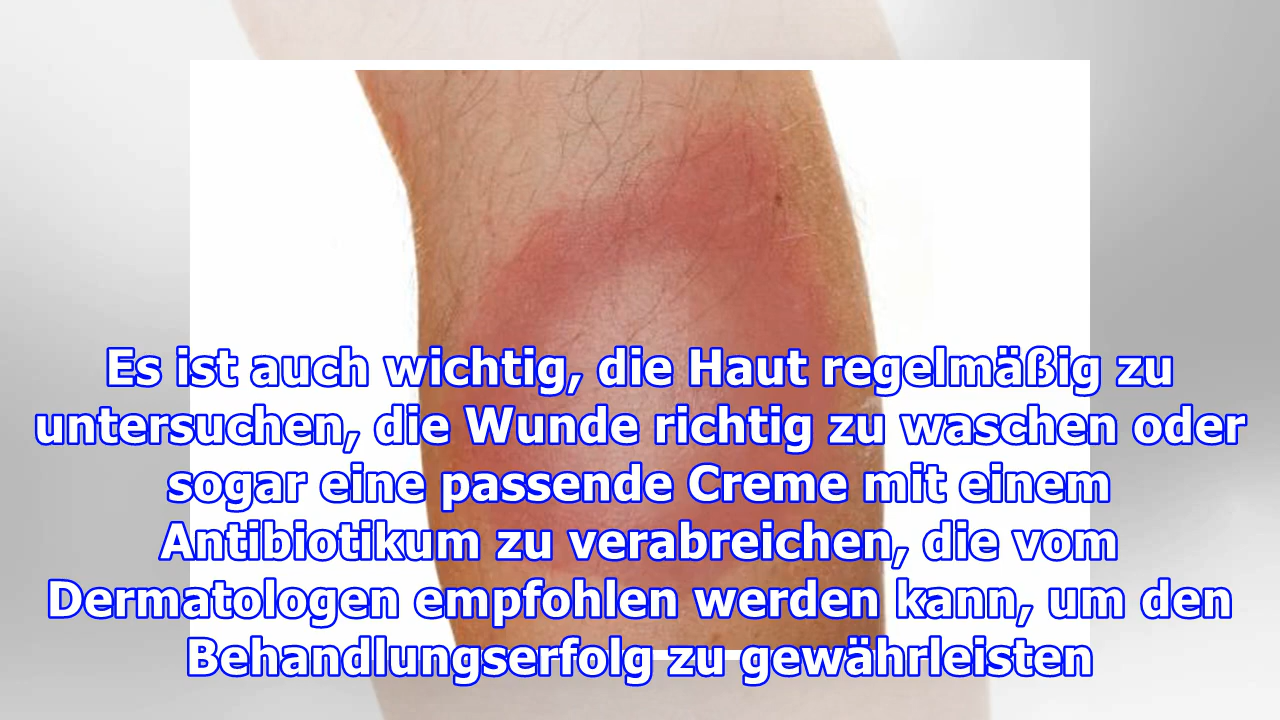 Es ist auch wichtig, die Haut regelmäßig zu
untersuchen, die Wunde richtig zu waschen oder
sogar eine passende Creme mit einem
Antibiotikum zu verabreichen, die vom
Dermatologen empfohlen werden kann, um den
Behandlungserfolg zu gewährleisten